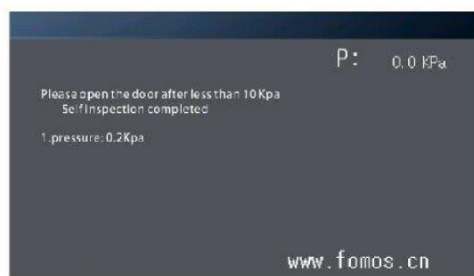 P: 0.0 KPa
Please open the door after less than 10Kpa
Self inspection completed
1.pressure: 0.2Kpa
www.fomos.cn